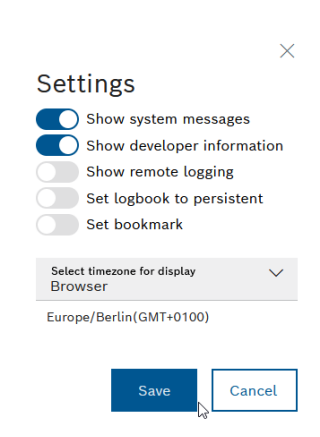 Settings
Show system messages
Show developer information
Show remote logging
Set logbook to persistent
Set bookmark
Select timezone for display
Browser
Europe/Berlin(GMT+0100)
Save
Cancel